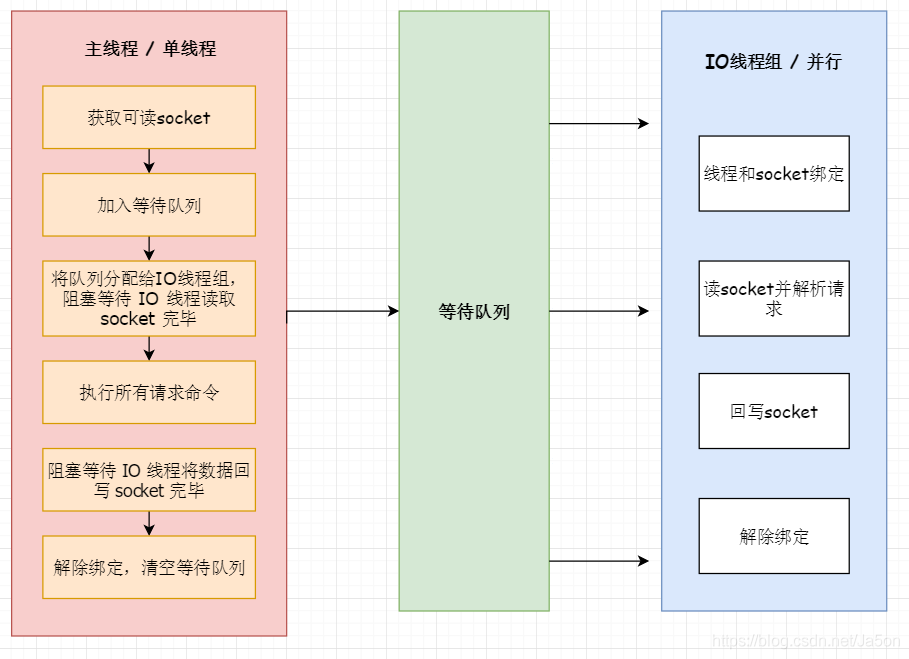 主线程 / 单线程
获取可读socket
加入等待队列
将队列分配给IO线程组，
阻塞等待 IO 线程读取
socket 完毕
执行所有请求命令
阻塞等待 IO 线程将数据回
写 socket 完毕
解除绑定，清空等待队列
等待队列
IO线程组 / 并行
线程和socket绑定
读socket并解析请
求
回写socket
解除绑定
https://blog.csdn.net/Ja5on